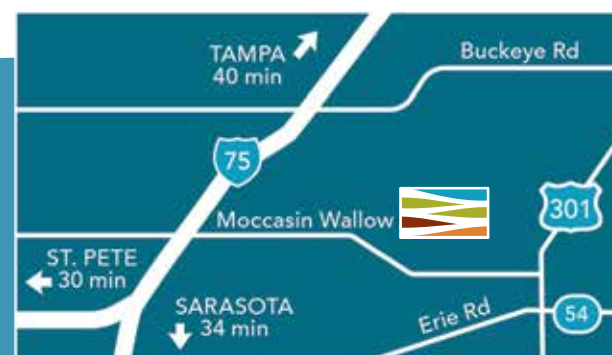 TAMPA
40 min
Buckeye Rd
75
Moccasin Wallow
301
ST. PETE
30 min
SARASOTA
34 min
Erie Rd
54